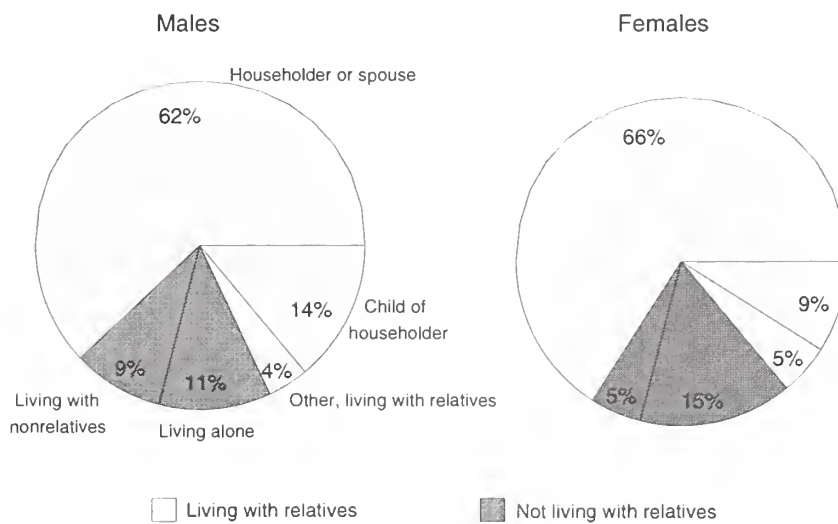 Males
Females
Householder or spouse
62%
66%
14%
Child of
householder
9%
5%
4%
9%
11%
Other, living with relatives
5%
15%
Living with
nonrelatives
Living alone
Living with relatives
Not living with relatives